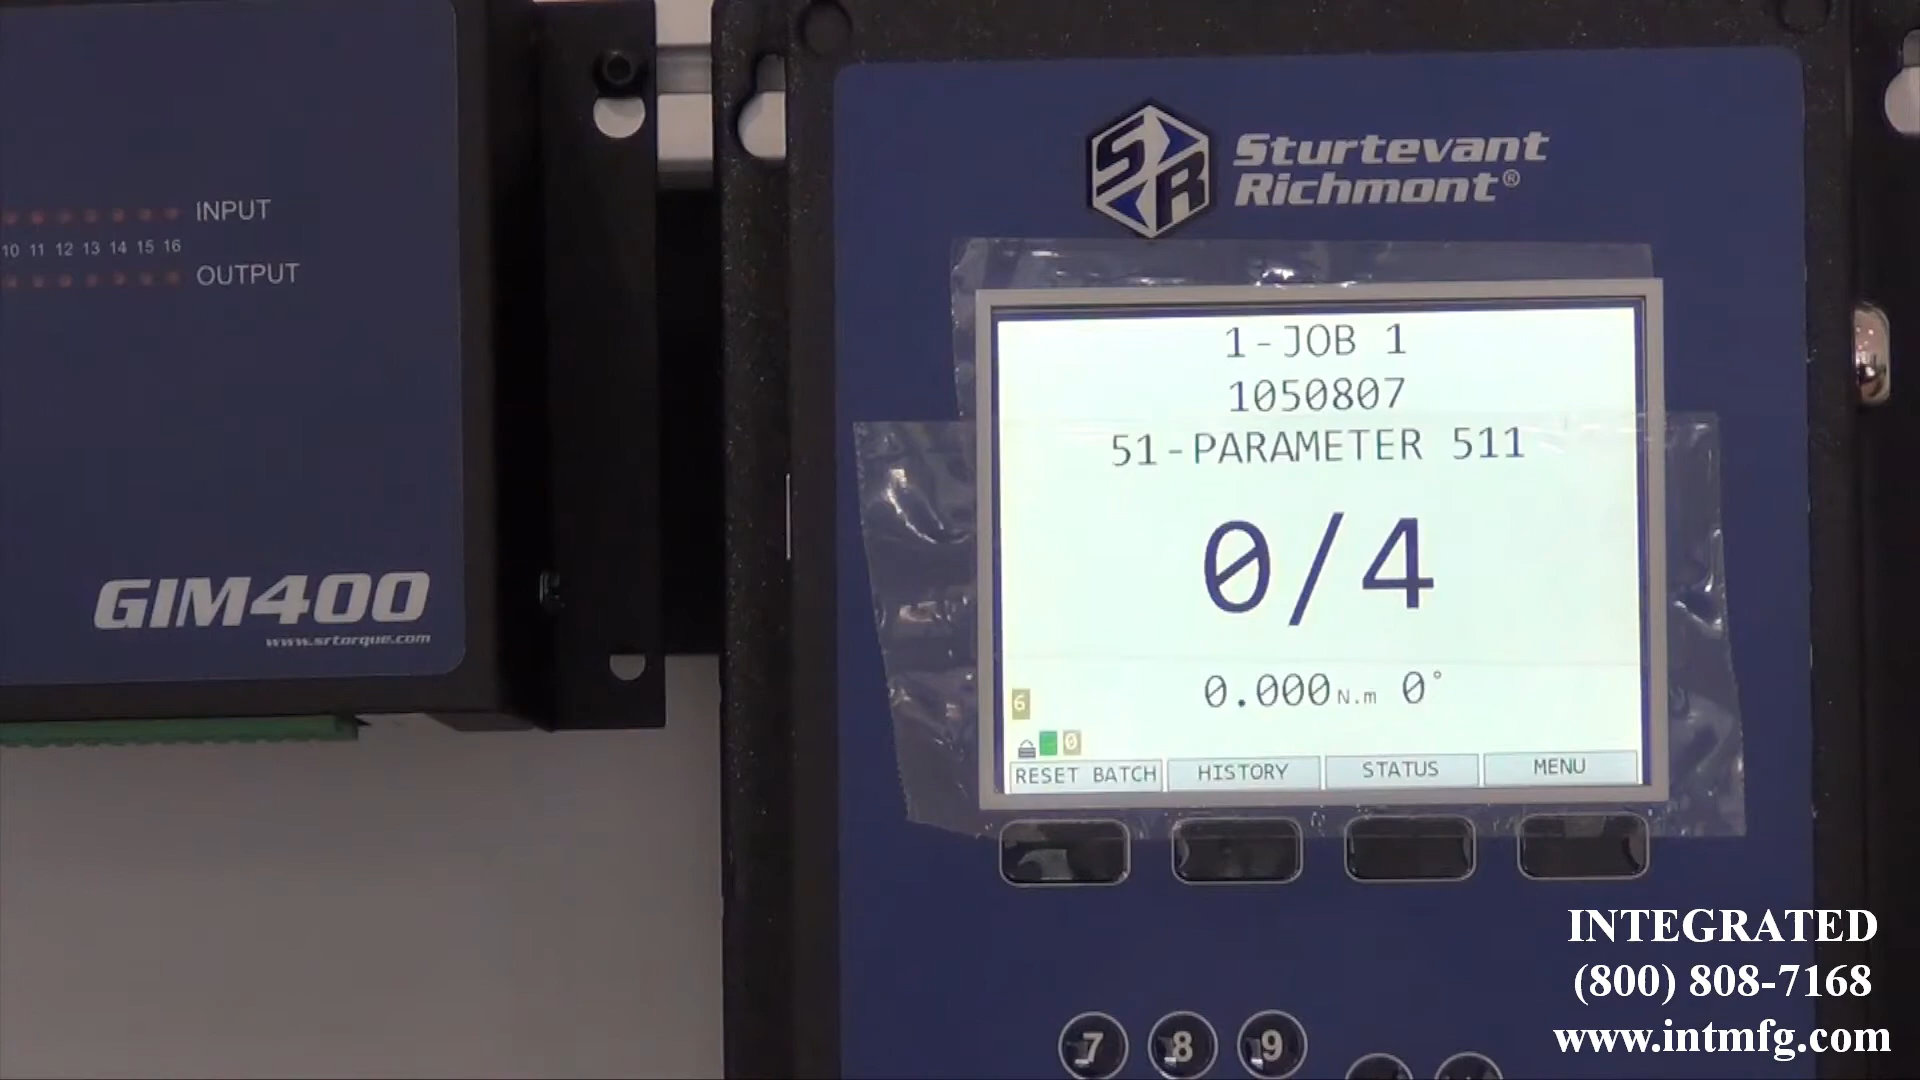 INPUT
10 11 12 13 14 15 16
OUTPUT
GIM400
www.srtorque.com
SR
Sturtevant
Richmont®
1-JOB 1
1050807
51-PARAMETER 511
0/4
0.000 N.m 0°
6
0
RESET BATCH HISTORY STATUS MENU
7 8 9
INTEGRATED
(800) 808-7168
www.intmfg.com